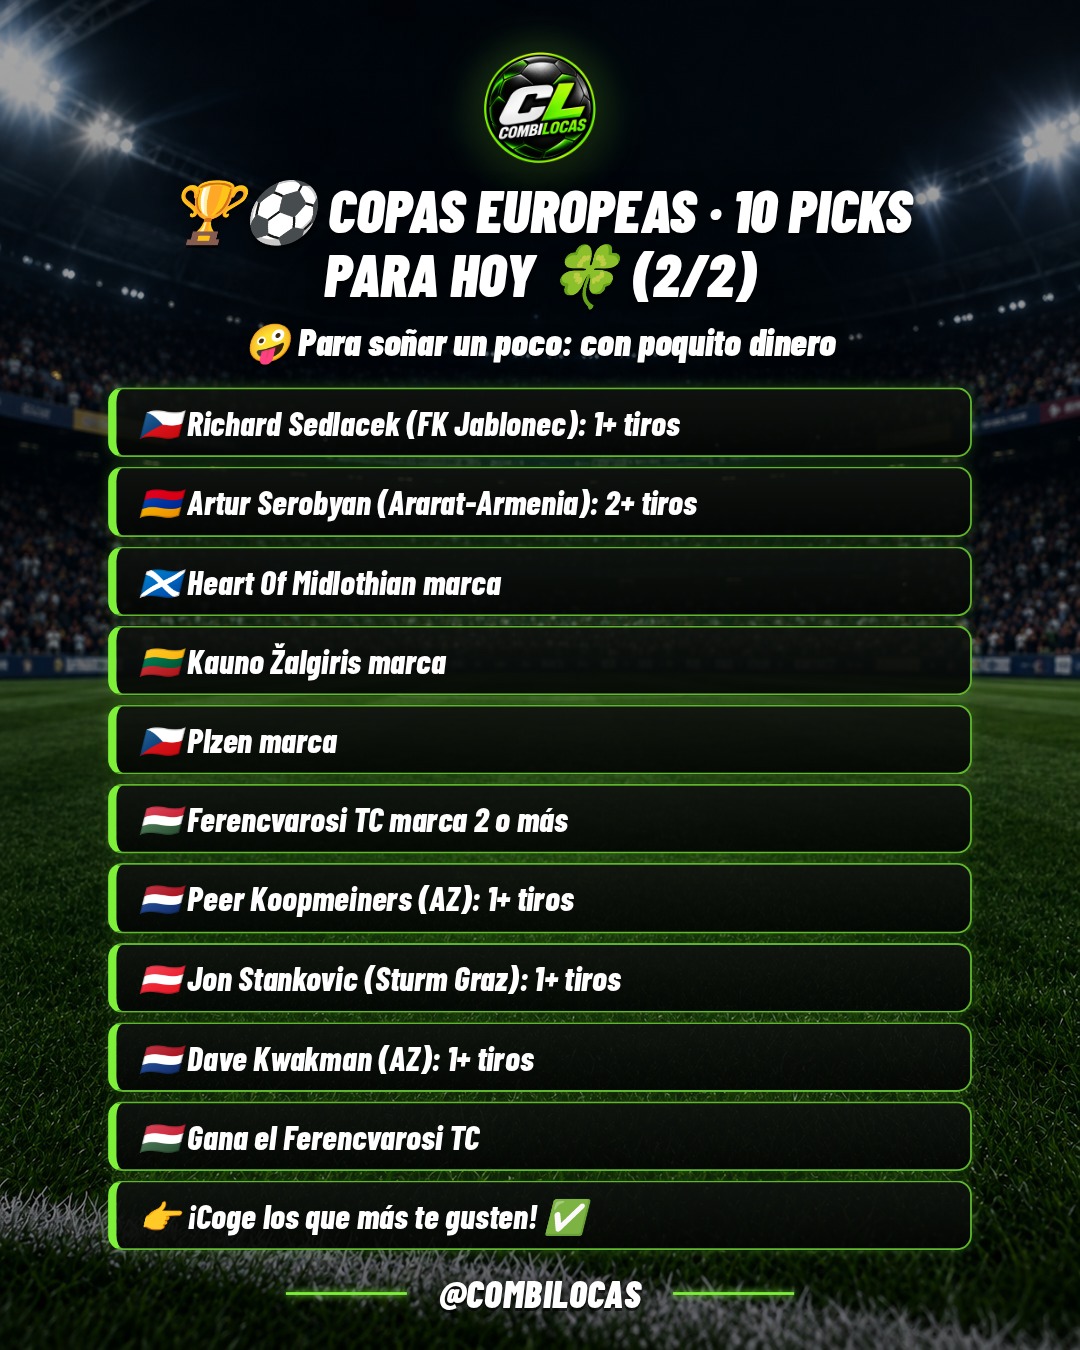 CL
COMBILOCAS
🏆⚽ COPAS EUROPEAS · 10 PICKS
PARA HOY 🍀 (2/2)
🤪 Para soñar un poco: con poquito dinero
🇨🇿 Richard Sedlacek (FK Jablonec): 1+ tiros
🇦🇲 Artur Serobyan (Ararat-Armenia): 2+ tiros
🏴󠁧󠁢󠁳󠁣󠁴󠁿 Heart Of Midlothian marca
🇱🇹 Kauno Žalgiris marca
🇨🇿 Plzen marca
🇭🇺 Ferencvarosi TC marca 2 o más
🇳🇱 Peer Koopmeiners (AZ): 1+ tiros
🇦🇹 Jon Stankovic (Sturm Graz): 1+ tiros
🇳🇱 Dave Kwakman (AZ): 1+ tiros
🇭🇺 Gana el Ferencvarosi TC
👉 ¡Coge los que más te gusten! ✅
@COMBILOCAS